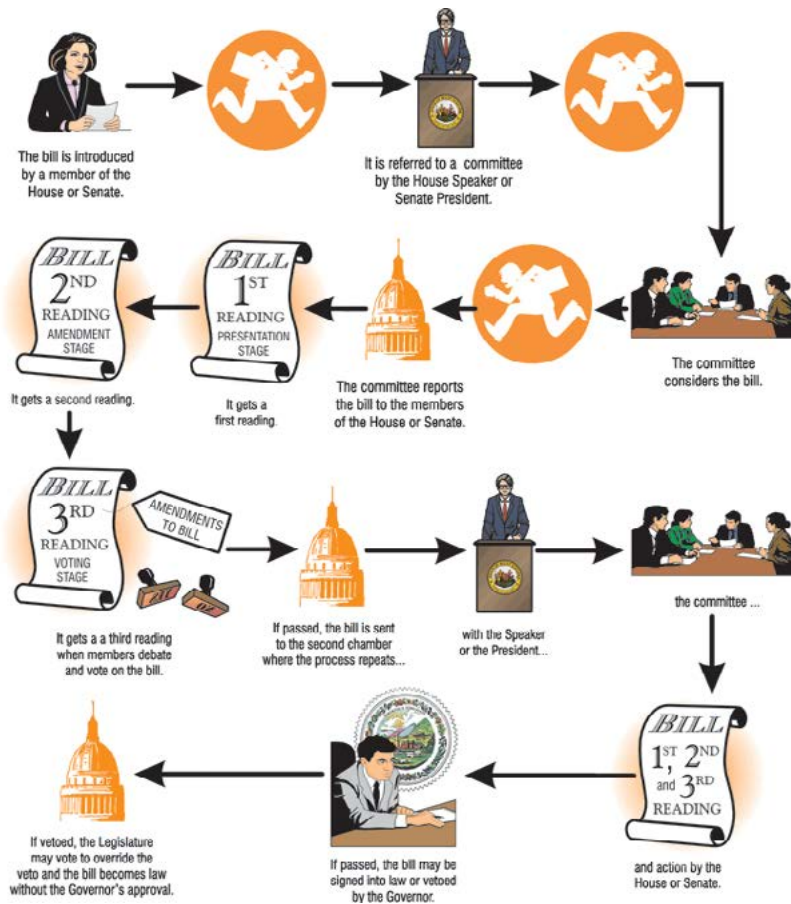 The bill is introduced
by a member of the
House or Senate.
It is referred to a committee
by the House Speaker or
Senate President.
The committee
considers the bill.
The committee reports
the bill to the members
of the House or Senate.
BILL
1ST
READING
PRESENTATION
STAGE
It gets a
first reading.
BILL
2ND
READING
AMENDMENT
STAGE
It gets a second reading.
BILL
3RD
READING
VOTING
STAGE
AMENDMENTS
TO BILL
It gets a a third reading
when members debate
and vote on the bill.
If passed, the bill is sent
to the second chamber
where the process repeats...
with the Speaker
or the President...
the committee ...
BILL
1ST, 2ND
and 3RD
READING
and action by the
House or Senate.
If passed, the bill may be
signed into law or vetoed
by the Governor.
If vetoed, the Legislature
may vote to override the
veto and the bill becomes law
without the Governor's approval.